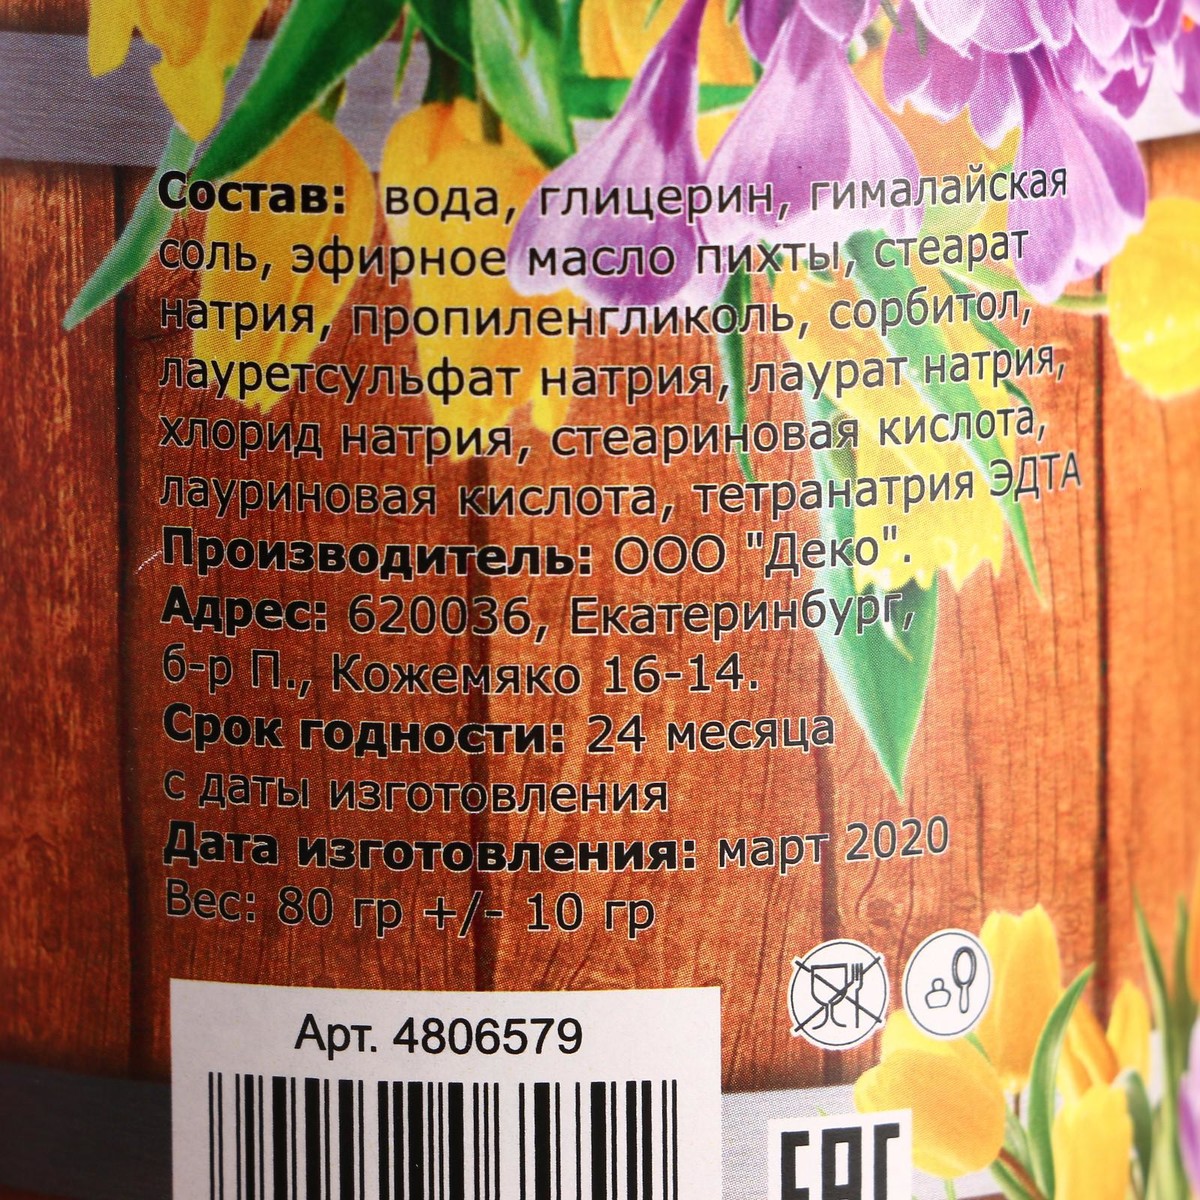 Состав: вода, глицерин, гималайская
соль, эфирное масло пихты, стеарат
натрия, пропиленгликоль, сорбитол,
лауретсульфат натрия, лаурат натрия,
хлорид натрия, стеариновая кислота,
лауриновая кислота, тетранатрия ЭДТА
Производитель: ООО "Деко".
Адрес: 620036, Екатеринбург,
б-р П., Кожемяко 16-14.
Срок годности: 24 месяца
с даты изготовления
Дата изготовления: март 2020
Вес: 80 гр +/- 10 гр
Арт. 4806579
EAC